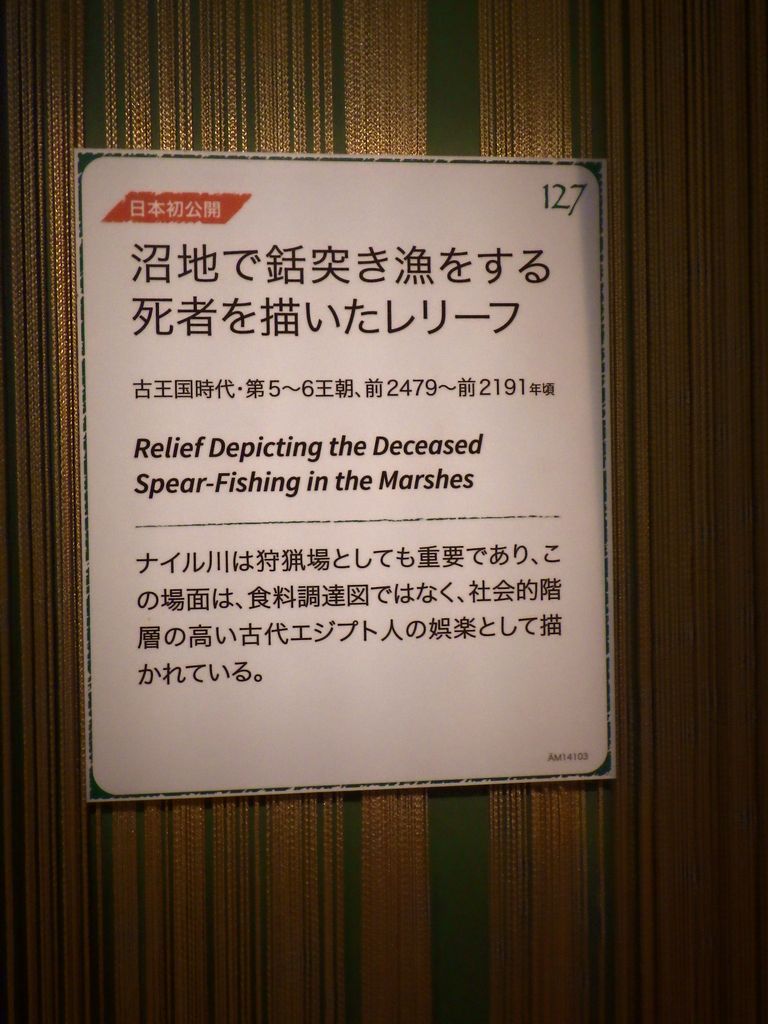 日本初公開
127
沼地で銛突き漁をする
死者を描いたレリーフ
古王国時代・第5〜6王朝、前2479〜前2191年頃
Relief Depicting the Deceased
Spear-Fishing in the Marshes
ナイル川は狩猟場としても重要であり、こ
の場面は、食料調達図ではなく、社会的階
層の高い古代エジプト人の娯楽として描
かれている。
ÄM14103